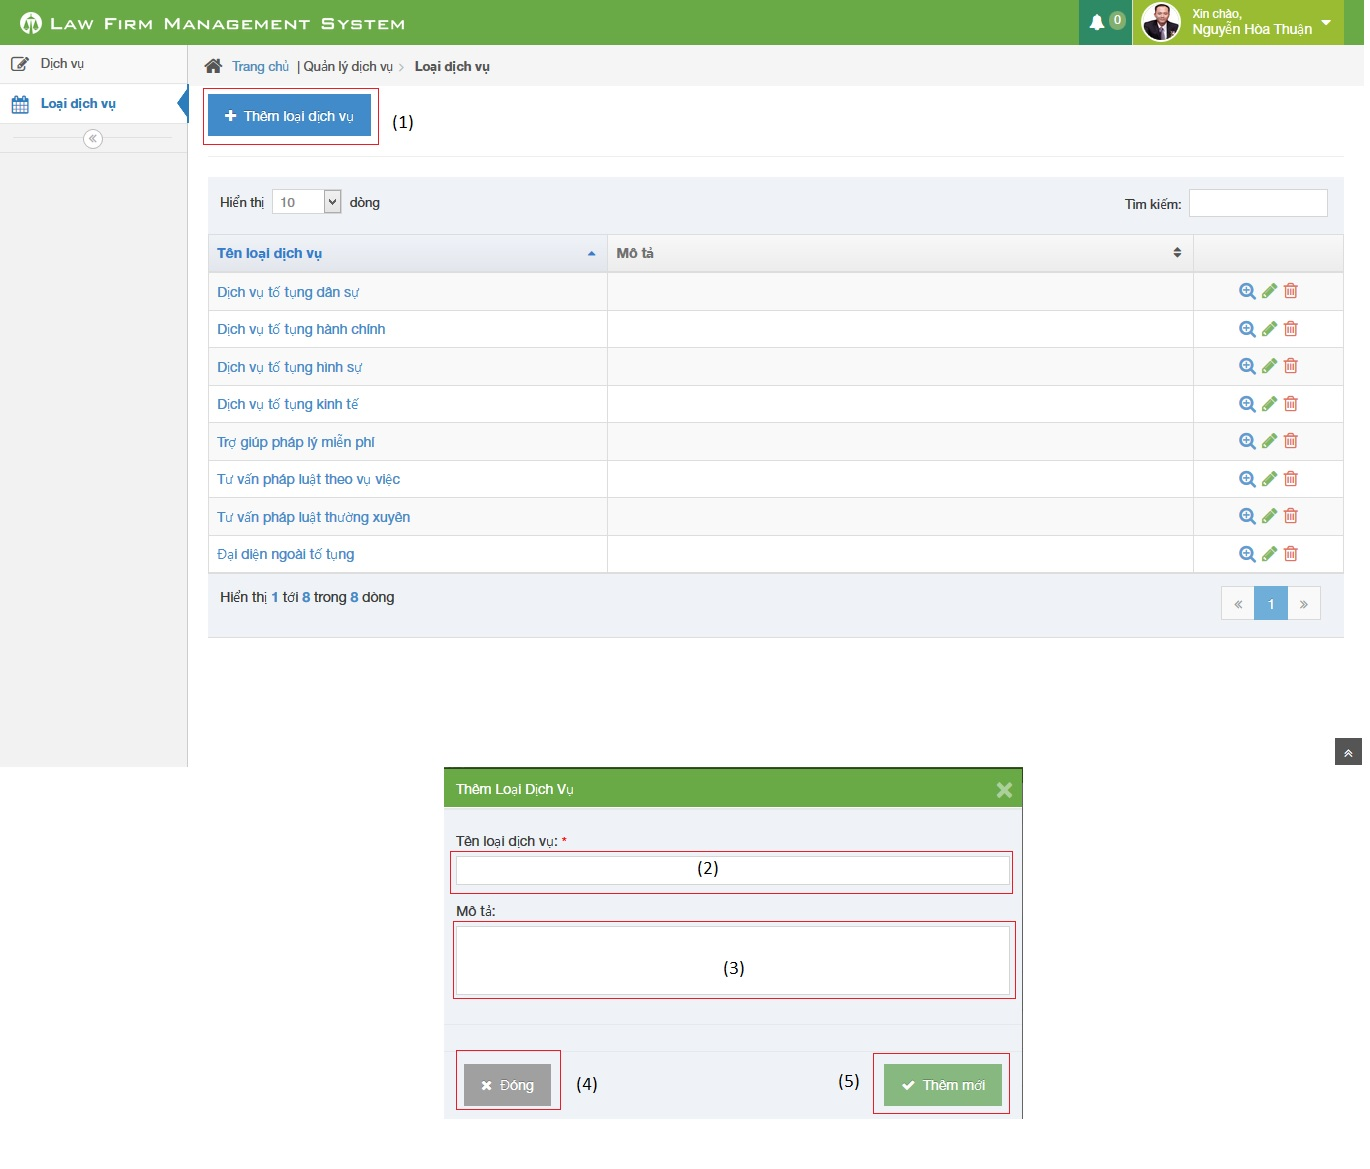 LAW FIRM MANAGEMENT SYSTEM
0
Xin chào,
Nguyễn Hòa Thuận
Dịch vụ
Loại dịch vụ
Trang chủ | Quản lý dịch vụ Loại dịch vụ
Thêm loại dịch vụ (1)
Hiển thị 10 dòng Tìm kiếm:
Tên loại dịch vụ Mô tả
Dịch vụ tố tụng dân sự
Dịch vụ tố tụng hành chính
Dịch vụ tố tụng hình sự
Dịch vụ tố tụng kinh tế
Trợ giúp pháp lý miễn phí
Tư vấn pháp luật theo vụ việc
Tư vấn pháp luật thường xuyên
Đại diện ngoài tố tụng
Hiển thị 1 tới 8 trong 8 dòng « 1 »
Thêm Loại Dịch Vụ
Tên loại dịch vụ: *
(2)
Mô tả:
(3)
Đóng (4) (5) Thêm mới